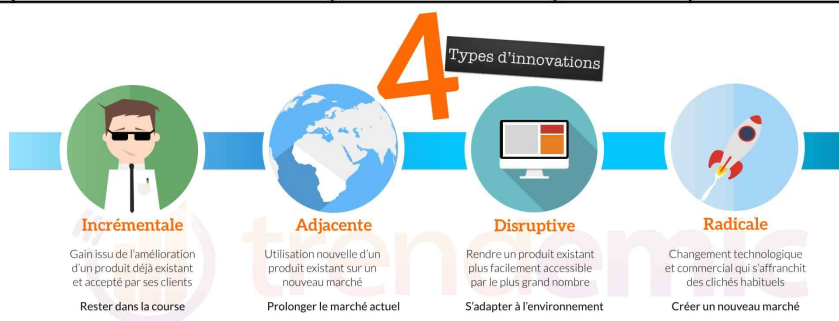 4
Types d'innovations
Incrémentale
Gain issu de l'amélioration
d'un produit déjà existant
et accepté par ses clients
Rester dans la course
Adjacente
Utilisation nouvelle d'un
produit existant sur un
nouveau marché
Prolonger le marché actuel
Disruptive
Rendre un produit existant
plus facilement accessible
par le plus grand nombre
S'adapter à l'environnement
Radicale
Changement technologique
et commercial qui s'affranchit
des clichés habituels
Créer un nouveau marché
trendemic